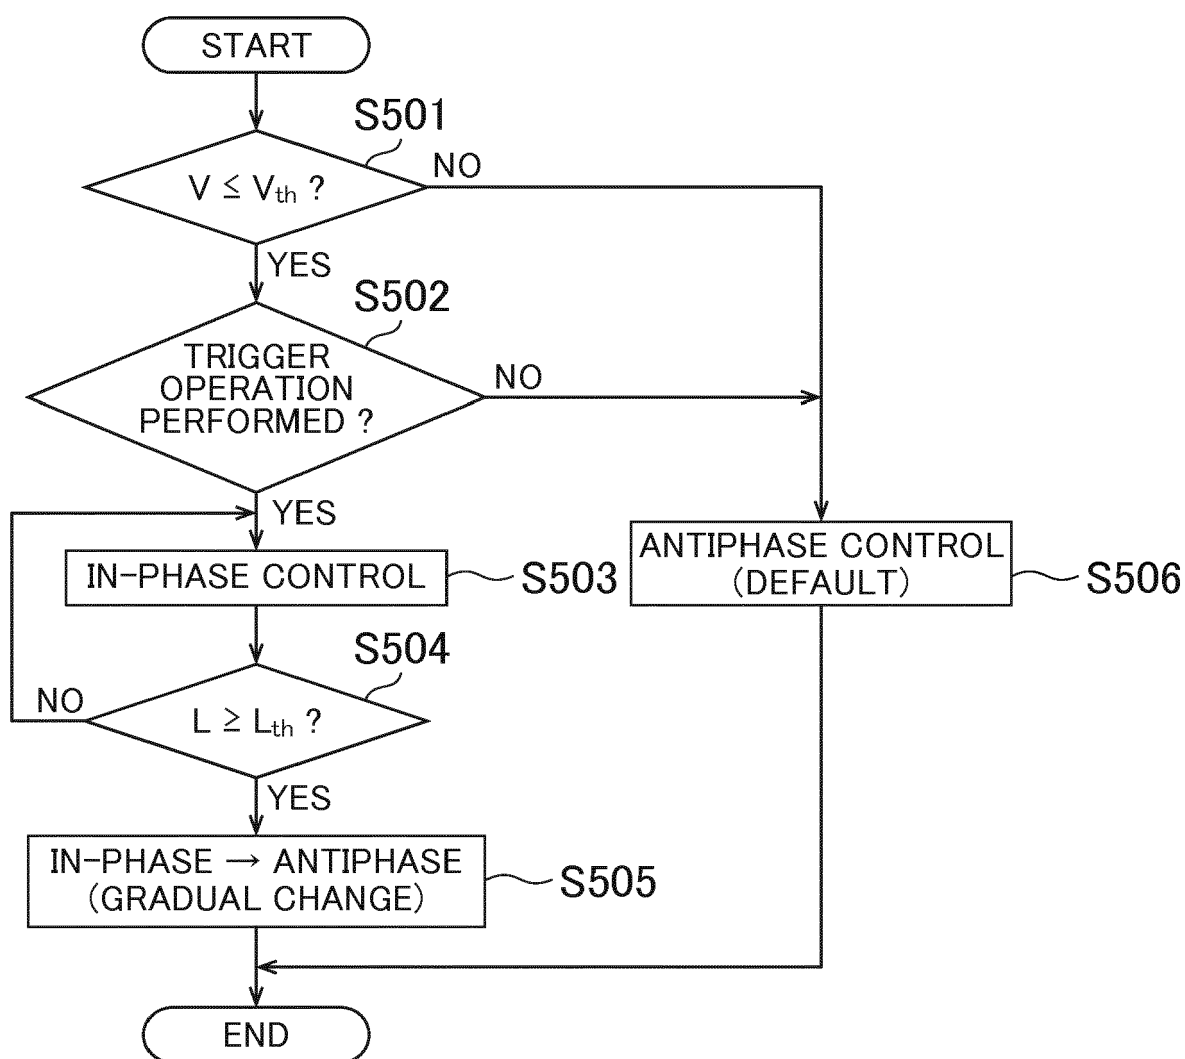 START
S501
V ≦ Vth ?
NO
YES
S502
TRIGGER
OPERATION
PERFORMED ?
NO
YES
IN-PHASE CONTROL
S503
ANTIPHASE CONTROL
(DEFAULT)
S506
S504
L ≧ Lth ?
NO
YES
IN-PHASE → ANTIPHASE
(GRADUAL CHANGE)
S505
END